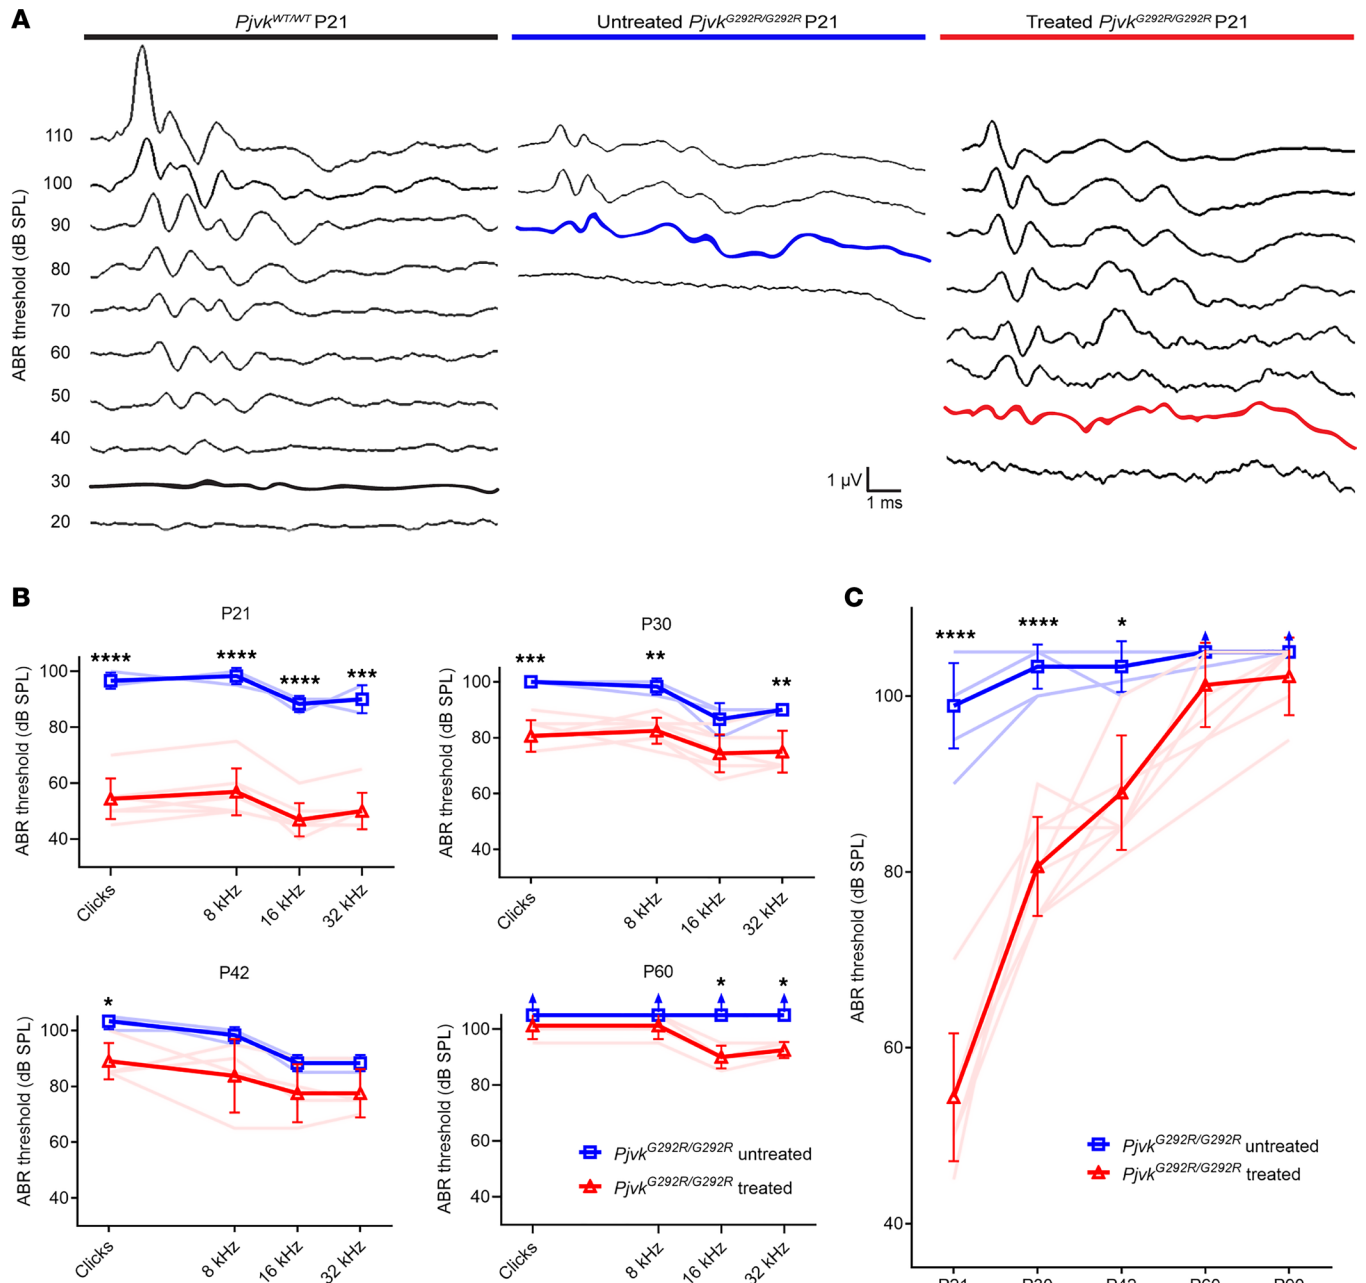 A
Pjvk^WT/WT P21
Untreated Pjvk^G292R/G292R P21
Treated Pjvk^G292R/G292R P21
ABR threshold (dB SPL)
110
100
90
80
70
60
50
40
30
20
1 µV
1 ms
B
P21
**** **** **** ***
ABR threshold (dB SPL)
100
80
60
40
Clicks 8 kHz 16 kHz 32 kHz
P30
*** ** **
ABR threshold (dB SPL)
100
80
60
40
Clicks 8 kHz 16 kHz 32 kHz
P42
*
ABR threshold (dB SPL)
100
80
60
40
Clicks 8 kHz 16 kHz 32 kHz
P60
* *
ABR threshold (dB SPL)
100
80
60
40
Pjvk^G292R/G292R untreated
Pjvk^G292R/G292R treated
Clicks 8 kHz 16 kHz 32 kHz
C
**** **** *
ABR threshold (dB SPL)
100
80
60
40
Pjvk^G292R/G292R untreated
Pjvk^G292R/G292R treated
P21 P30 P42 P60 P90